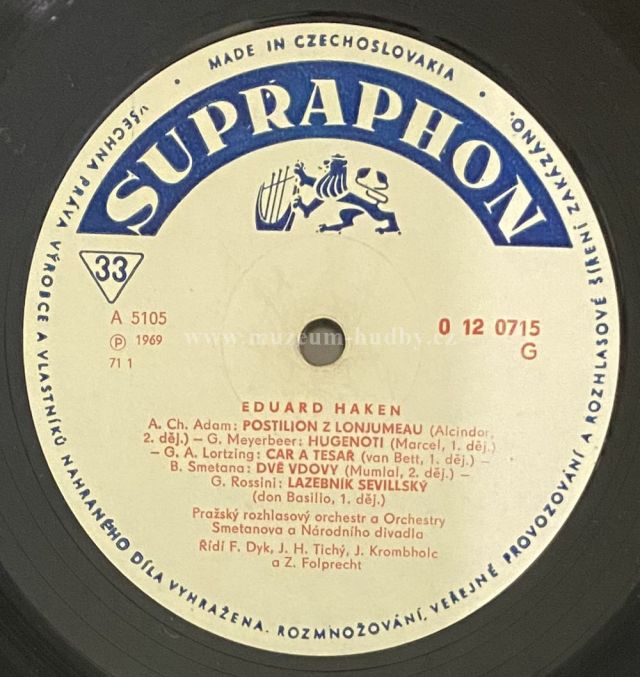 • MADE IN CZECHOSLOVAKIA •
SUPRAPHON
VŠECHNA PRÁVA VÝROBCE A VLASTNÍKŮ NAHRANÉHO DÍLA VYHRAŽENA. ROZMNOŽOVÁNÍ, VEŘEJNÉ PROVOZOVÁNÍ A ROZHLASOVÉ ŠÍŘENÍ ZAKÁZÁNO.
33
A 5105
Ⓟ 1969
71 1
0 12 0715
G
www.muzeum-hudby.cz
EDUARD HAKEN
A. Ch. Adam: POSTILION Z LONJUMEAU (Alcindor,
2. děj.) — G. Meyerbeer: HUGENOTI (Marcel, 1. děj.)
— G. A. Lortzing: CAR A TESAŘ (van Bett, 1. děj.) —
B. Smetana: DVĚ VDOVY (Mumlal, 2. děj.) —
G. Rossini: LAZEBNÍK SEVILLSKÝ
(don Basilio, 1. děj.)
Pražský rozhlasový orchestr a Orchestry
Smetanova a Národního divadla
Řídí F. Dyk, J. H. Tichý, J. Krombholc
a Z. Folprecht